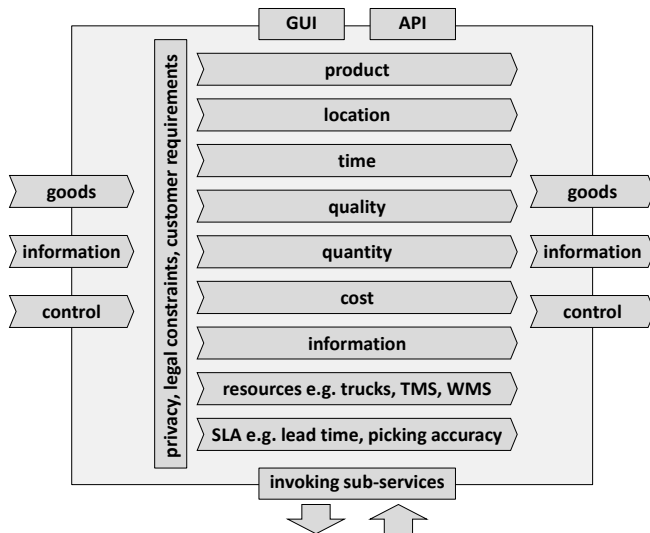 GUI
API
privacy, legal constraints, customer requirements
product
location
time
quality
quantity
cost
information
resources e.g. trucks, TMS, WMS
SLA e.g. lead time, picking accuracy
goods
information
control
goods
information
control
invoking sub-services